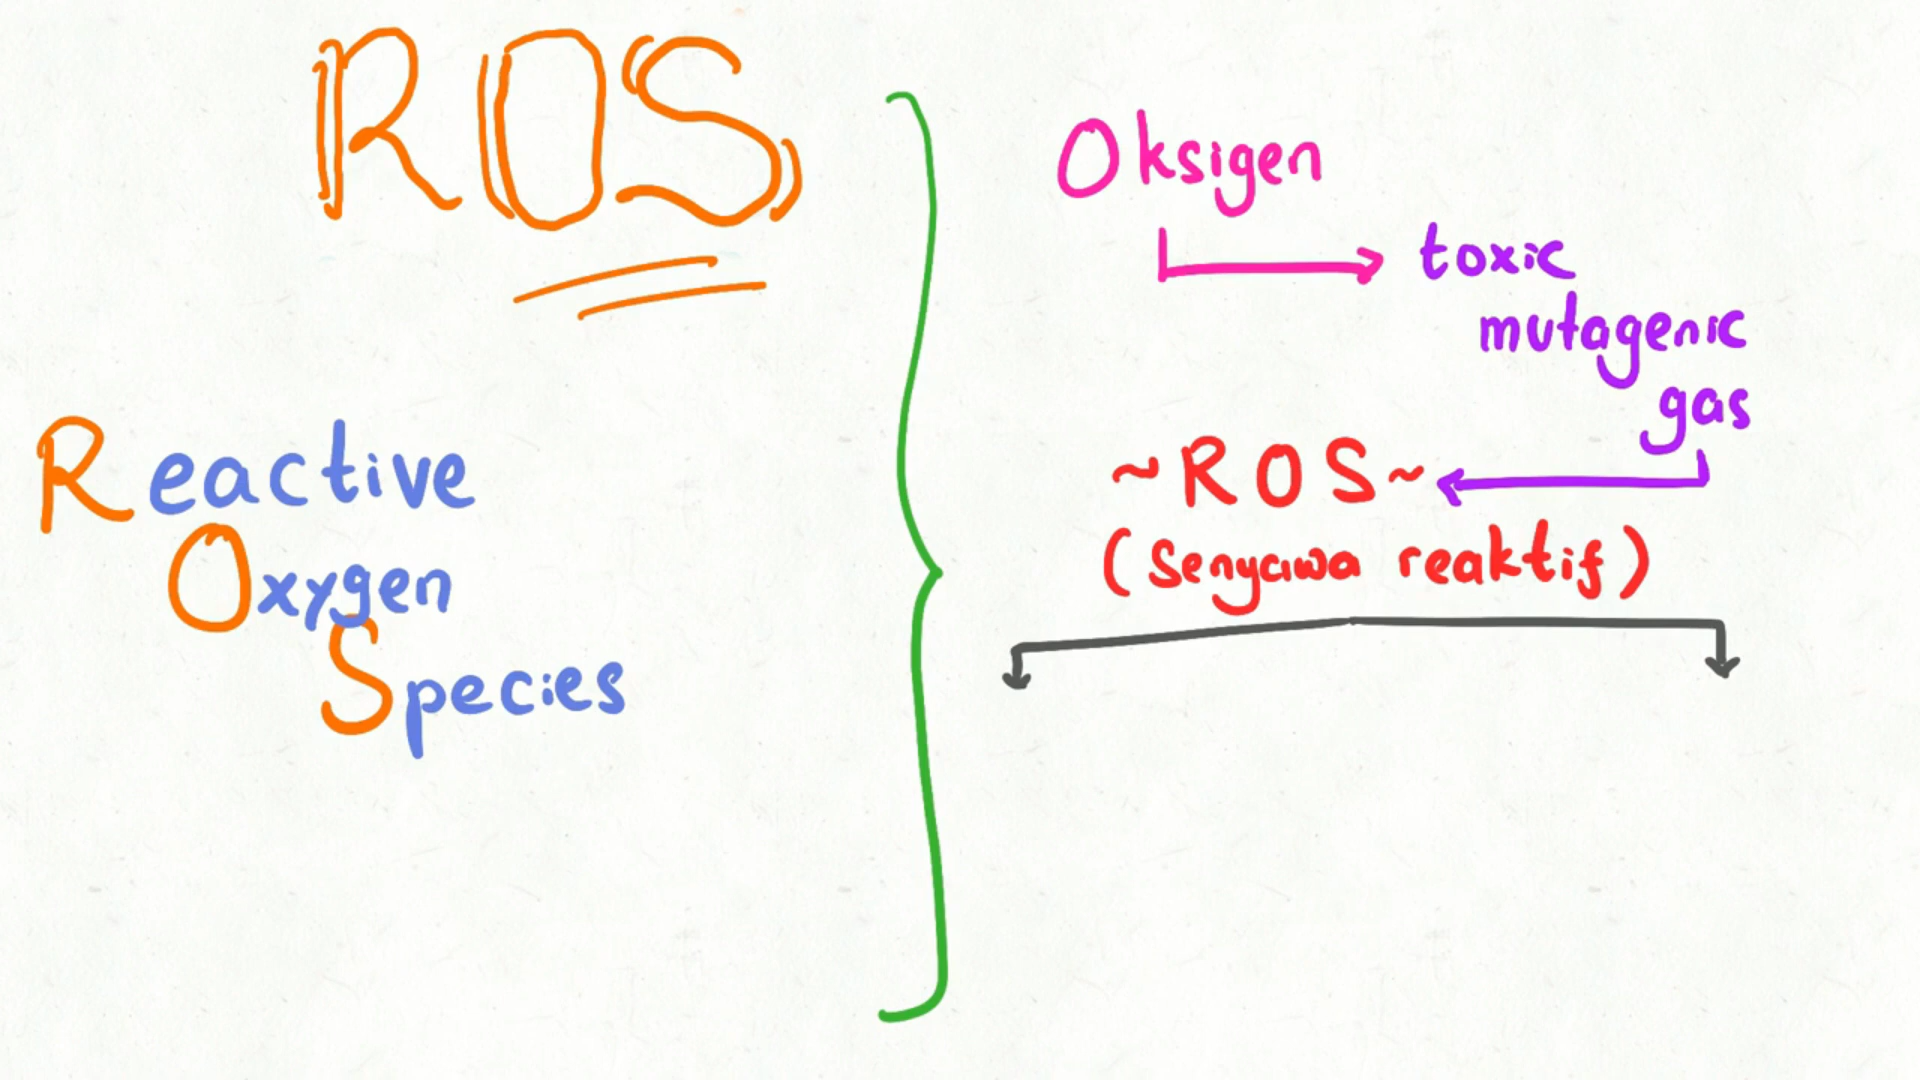 ROS
Reactive
Oxygen
Species
Oksigen
toxic
mutagenic
gas
~ROS~
(Senyawa reaktif)